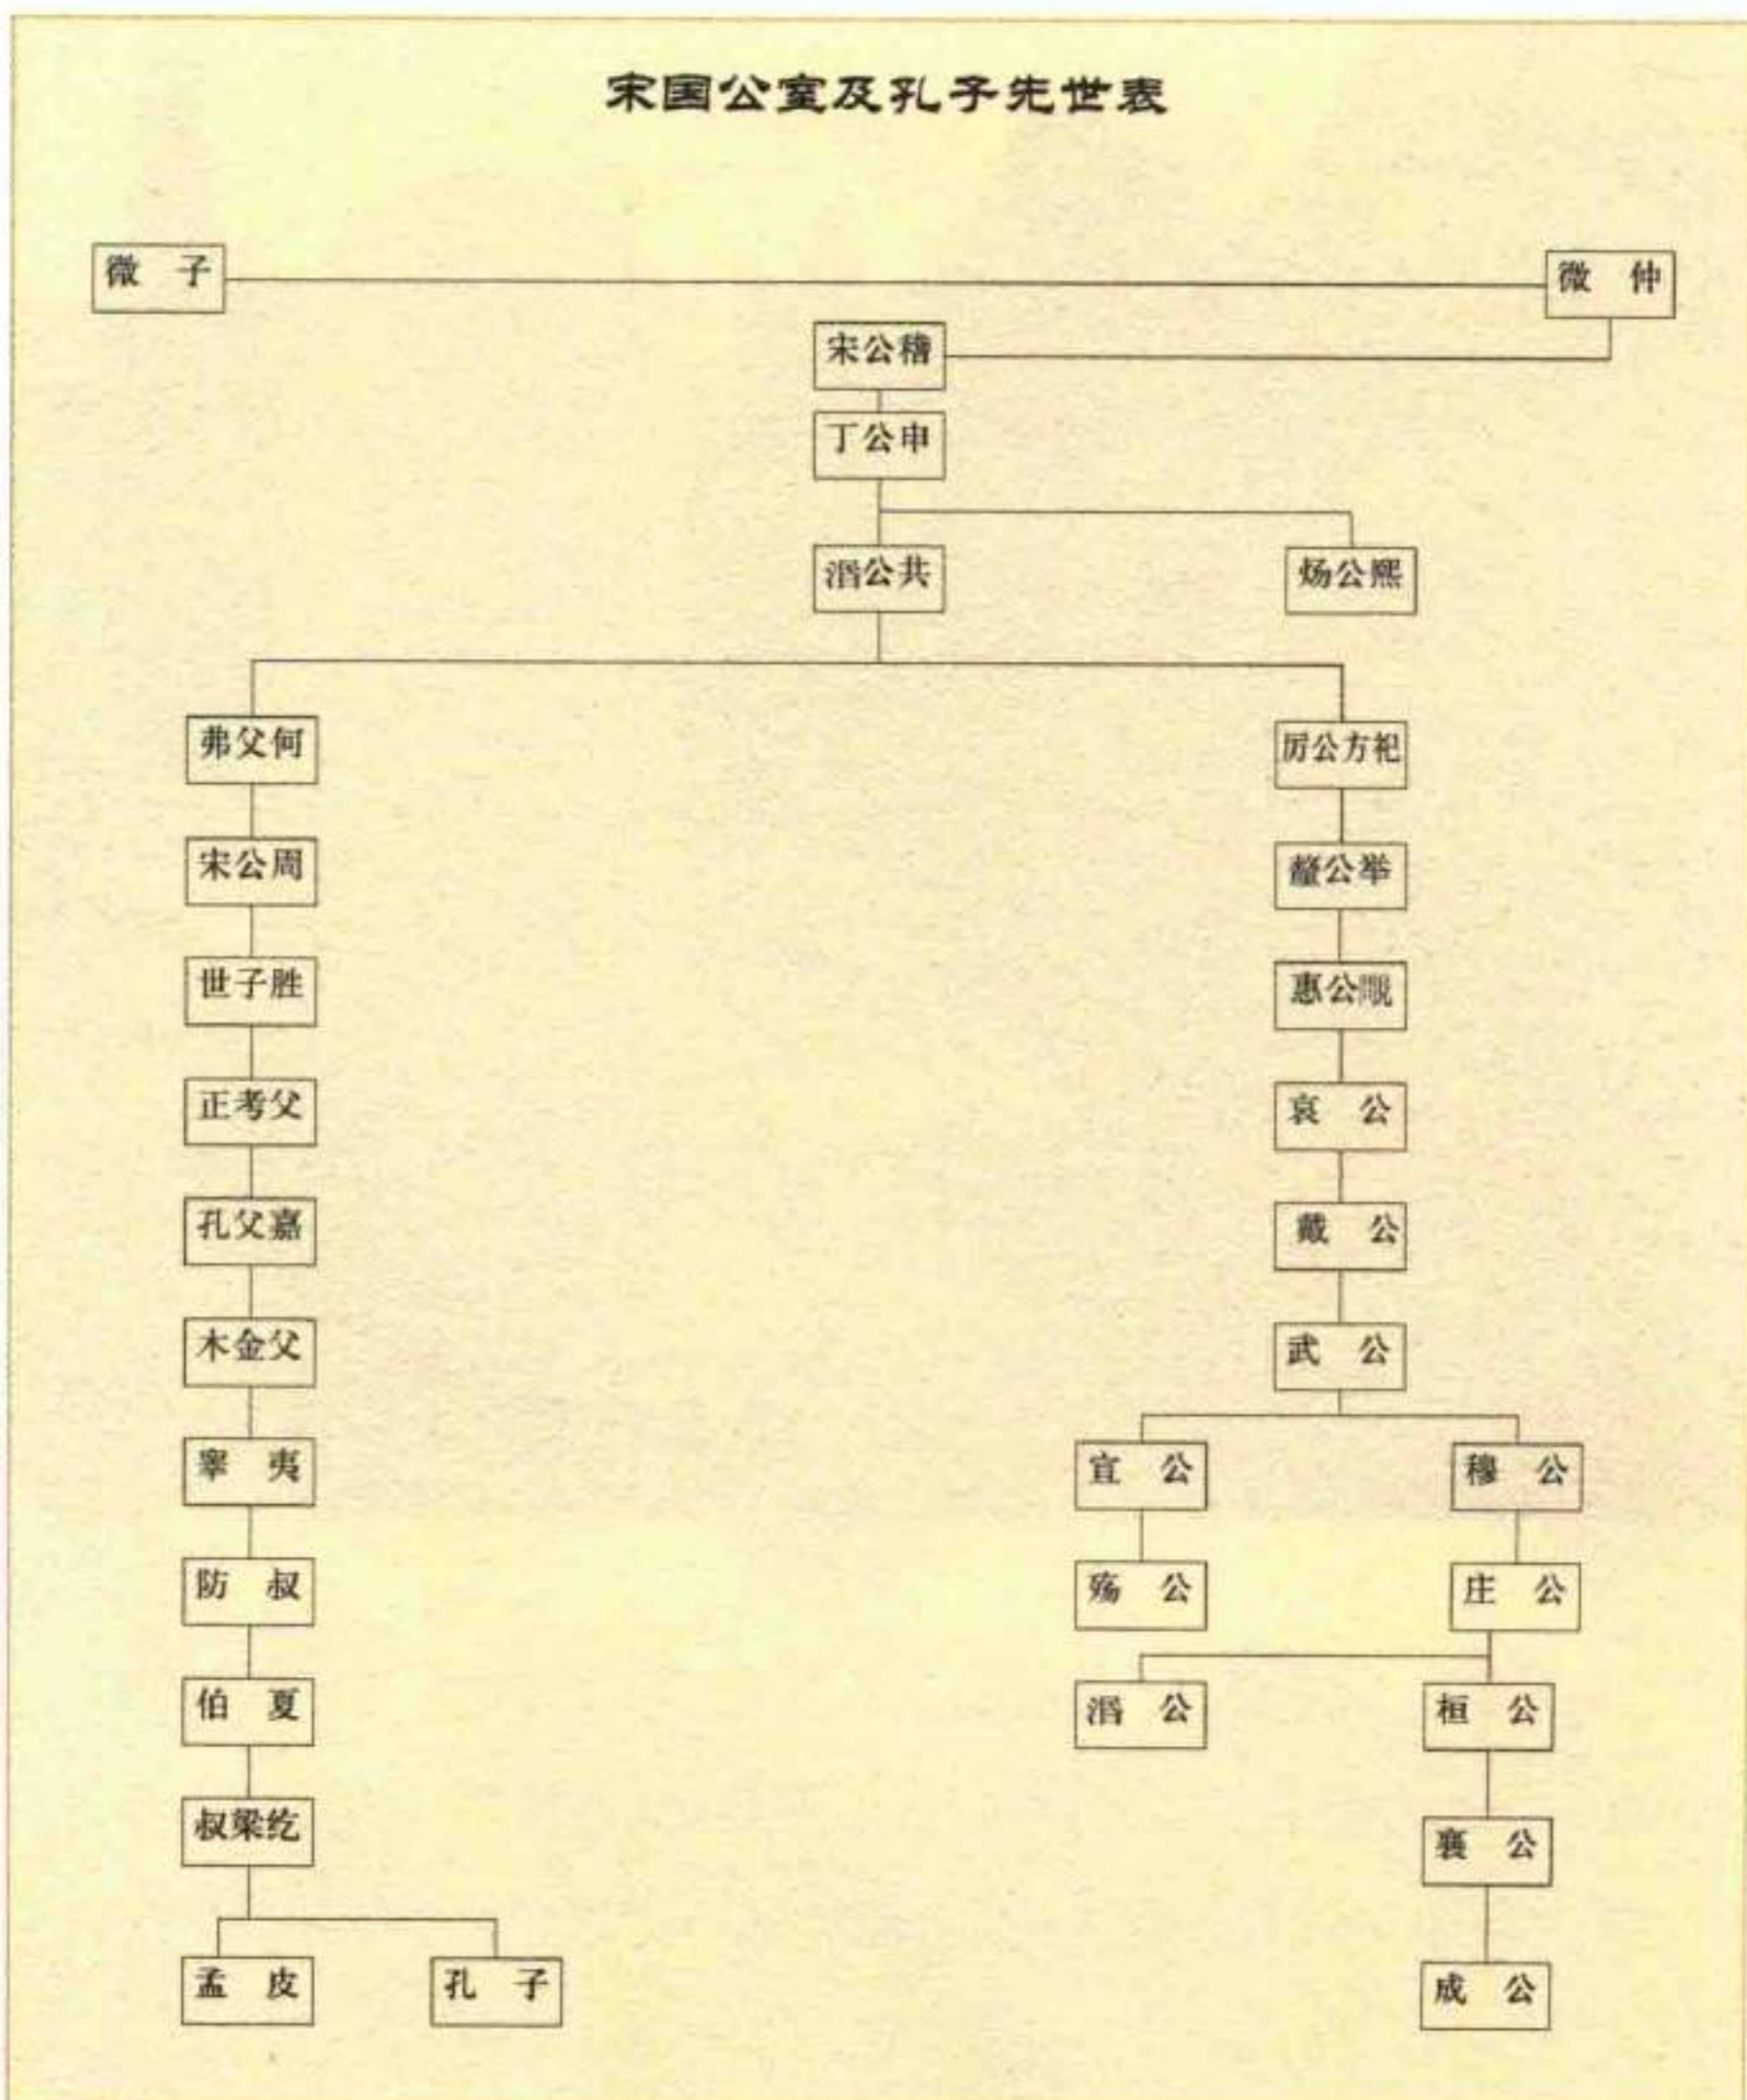 宋国公室及孔子先世表
微 子
微 仲
宋公稽
丁公申
湣公共
炀公熙
弗父何
厉公方祀
宋公周
釐公举
世子胜
惠公覵
正考父
哀 公
孔父嘉
戴 公
木金父
武 公
睾 夷
宣 公
穆 公
防 叔
殇 公
庄 公
伯 夏
湣 公
桓 公
叔梁纥
襄 公
孟 皮
孔 子
成 公